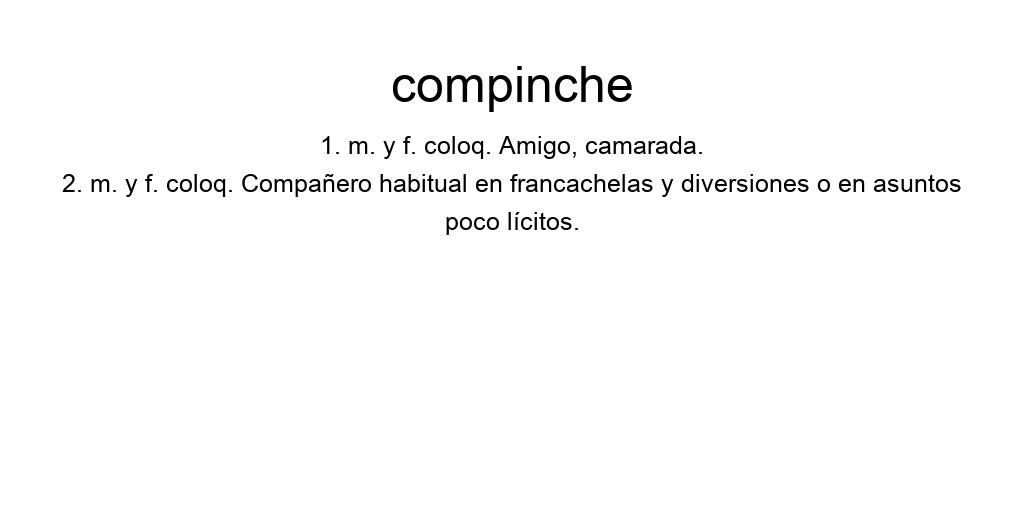 compinche
1. m. y f. coloq. Amigo, camarada.
2. m. y f. coloq. Compañero habitual en francachelas y diversiones o en asuntos
poco lícitos.